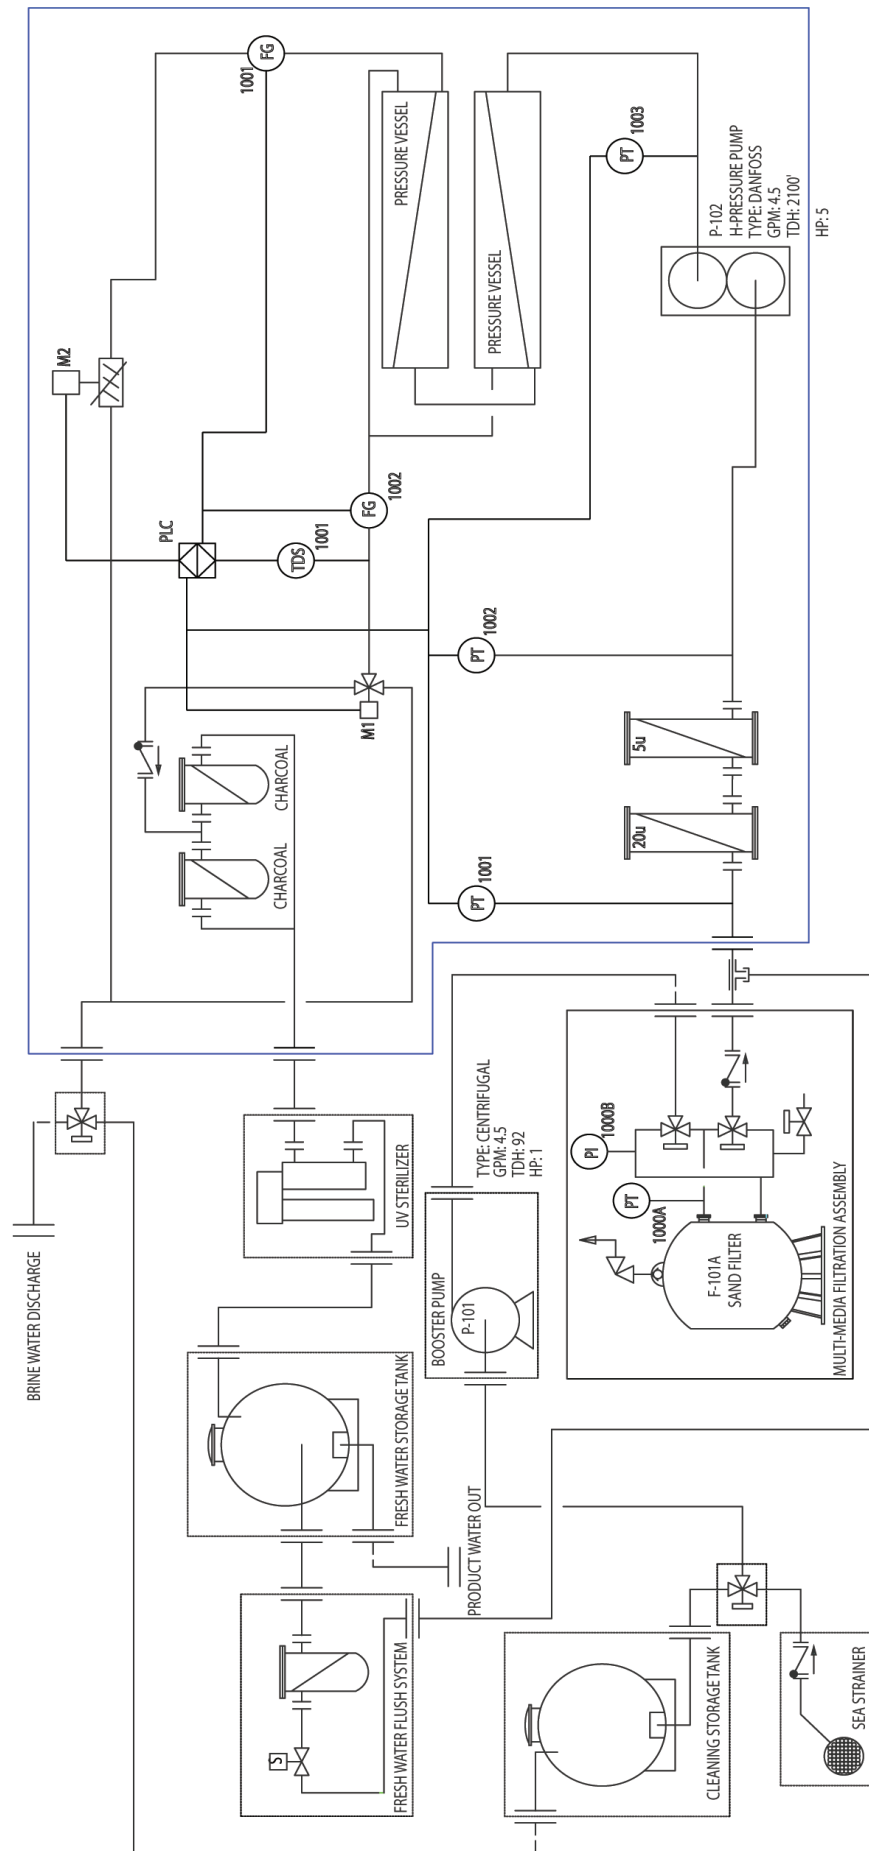 FG
1001
PRESSURE VESSEL
PRESSURE VESSEL
PT
1003
P-102
H-PRESSURE PUMP
TYPE: DANFOSS
GPM: 4.5
TDH: 2100'
HP: 5
M2
PLC
FG
1002
TDS
1001
PT
1002
M1
CHARCOAL
CHARCOAL
5u
20u
PT
1001
BRINE WATER DISCHARGE
UV STERILIZER
TYPE: CENTRIFUGAL
GPM: 4.5
TDH: 92
HP: 1
BOOSTER PUMP
P-101
PI
1000B
PT
1000A
F-101A
SAND FILTER
MULTI-MEDIA FILTRATION ASSEMBLY
FRESH WATER STORAGE TANK
PRODUCT WATER OUT
S
FRESH WATER FLUSH SYSTEM
CLEANING STORAGE TANK
SEA STRAINER